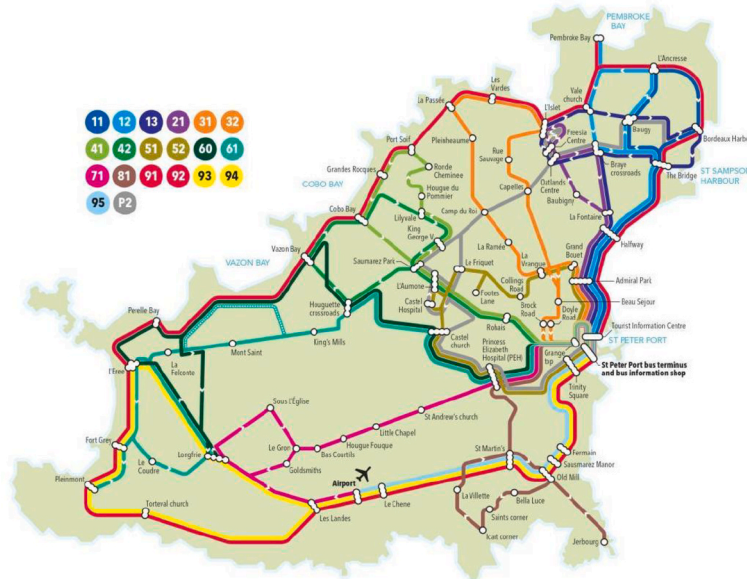 PEMBROKE
BAY
Pembroke Bay
L'Ancresse
Les
Vardes
La Passée
L'Islet
Vale
church
11 12 13 21 31 32
41 42 51 52 60 61
71 81 91 92 93 94
95 P2
Freesia
Centre
Baugy
Bordeaux Harbo
Port Soif
Pleinheaume
Rue
Sauvage
ST SAMPSON
HARBOUR
The Bridge
Braye
crossroads
Outlands
Centre
Grandes Rocques
Rorde
Cheminee
Hougue du
Pommier
Capelles
Baubigny
COBO BAY
Cobo Bay
Lilyvale
Camp du Roi
La Fontaine
King
George V
Halfway
VAZON BAY
Vazon Bay
La Ramée
La
Vrangue
Grand
Bouet
Saumarez Park
Le Friquet
L'Aumone
Collings
Road
Admiral Park
Castel
Hospital
Footes
Lane
Brock
Road
Doyle
Road
Beau Sejour
Perelle Bay
Houguette
crossroads
Rohais
Tourist Information Centre
King's Mills
Castel
church
Princess
Elizabeth
Hospital (PEH)
Grange
top
ST PETER PORT
St Peter Port bus terminus
and bus information shop
Mont Saint
La
Felconte
l'Eree
Trinity
Square
Sous l'Église
St Andrew's church
Little Chapel
Hougue Fouque
Bas Courtils
Le Gron
Goldsmiths
Fort Grey
Le
Coudre
Longfrie
St Martin's
Fermain
Sausmarez Manor
Old Mill
Pleinmont
Airport
Torteral church
Le Chene
Les Landes
La Villette
Bella Luce
Saints corner
Icart corner
Jerbourg